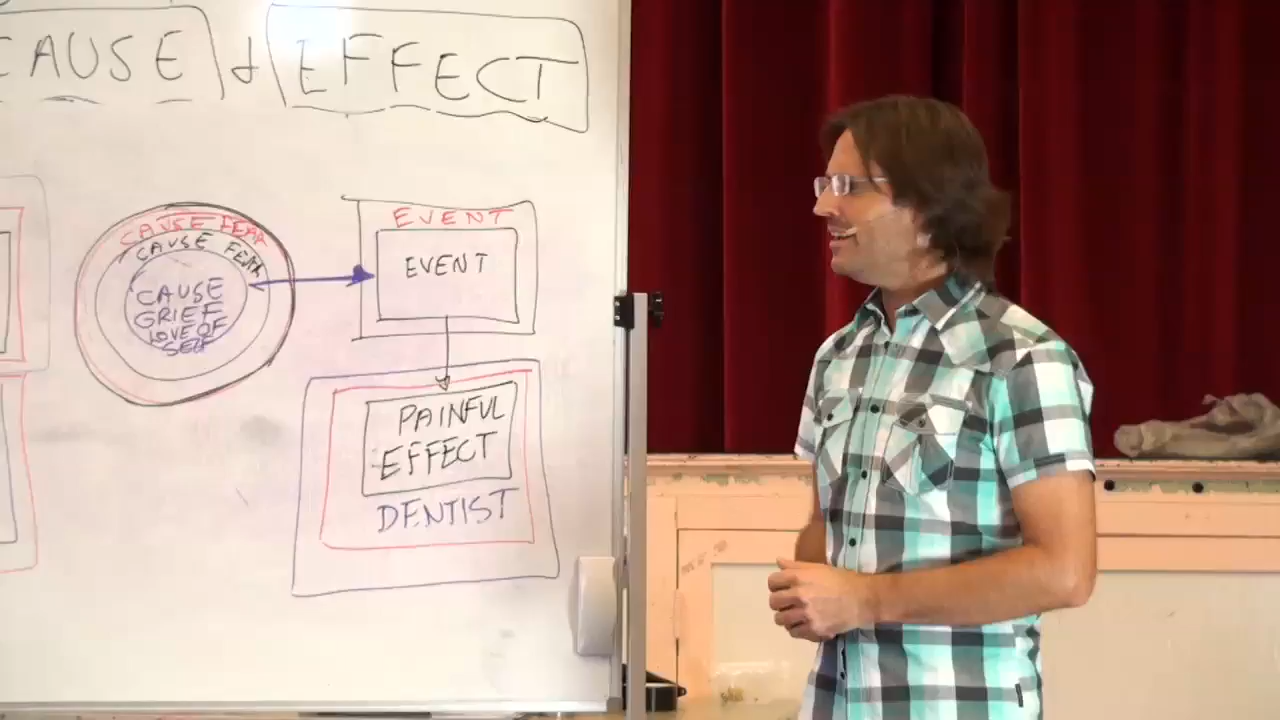 CAUSE & EFFECT
CAUSE FEAR
CAUSE FEAR
CAUSE
GRIEF
LOVE OF
SELF
EVENT
EVENT
PAINFUL
EFFECT
DENTIST